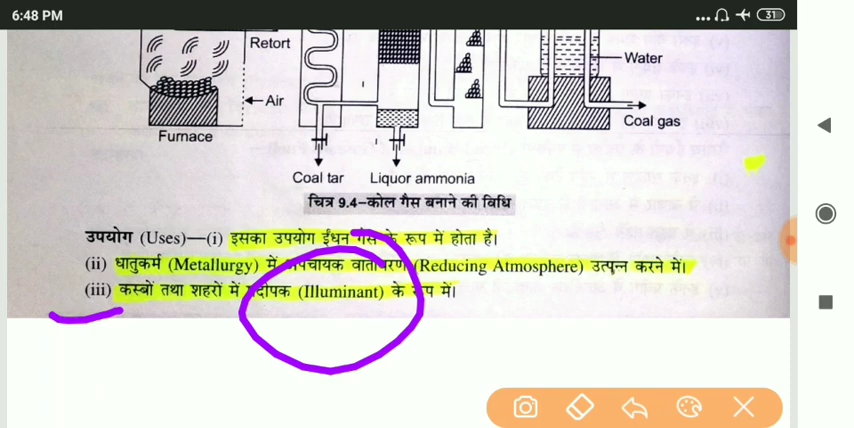 6:48 PM
31
Retort
Water
Air
Coal gas
Furnace
Coal tar Liquor ammonia
चित्र 9.4–कोल गैस बनाने की विधि
उपयोग (Uses)—(i) इसका उपयोग ईंधन गैस के रूप में होता है।
(ii) धातुकर्म (Metallurgy) में अपचायक वातावरण (Reducing Atmosphere) उत्पन्न करने में।
(iii) कस्बों तथा शहरों में प्रदीपक (Illuminant) के रूप में।